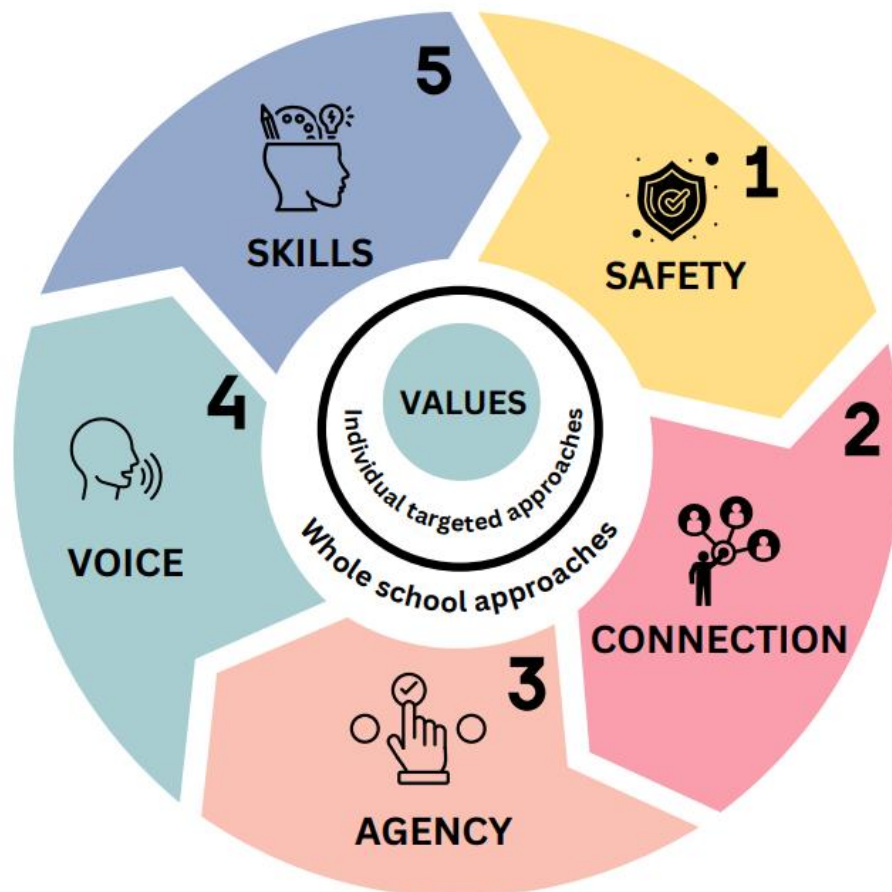 1
SAFETY
2
CONNECTION
3
AGENCY
4
VOICE
5
SKILLS
VALUES
Individual targeted approaches
Whole school approaches